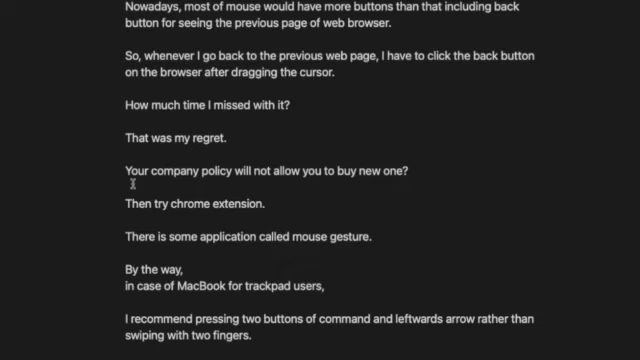 Nowadays, most of mouse would have more buttons than that including back
button for seeing the previous page of web browser.
So, whenever I go back to the previous web page, I have to click the back button
on the browser after dragging the cursor.
How much time I missed with it?
That was my regret.
Your company policy will not allow you to buy new one?
Then try chrome extension.
There is some application called mouse gesture.
By the way,
in case of MacBook for trackpad users,
I recommend pressing two buttons of command and leftwards arrow rather than
swiping with two fingers.